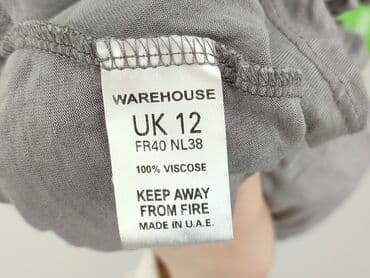 WAREHOUSE
UK 12
FR40 NL38
100% VISCOSE
KEEP AWAY
FROM FIRE
MADE IN U.A.E.